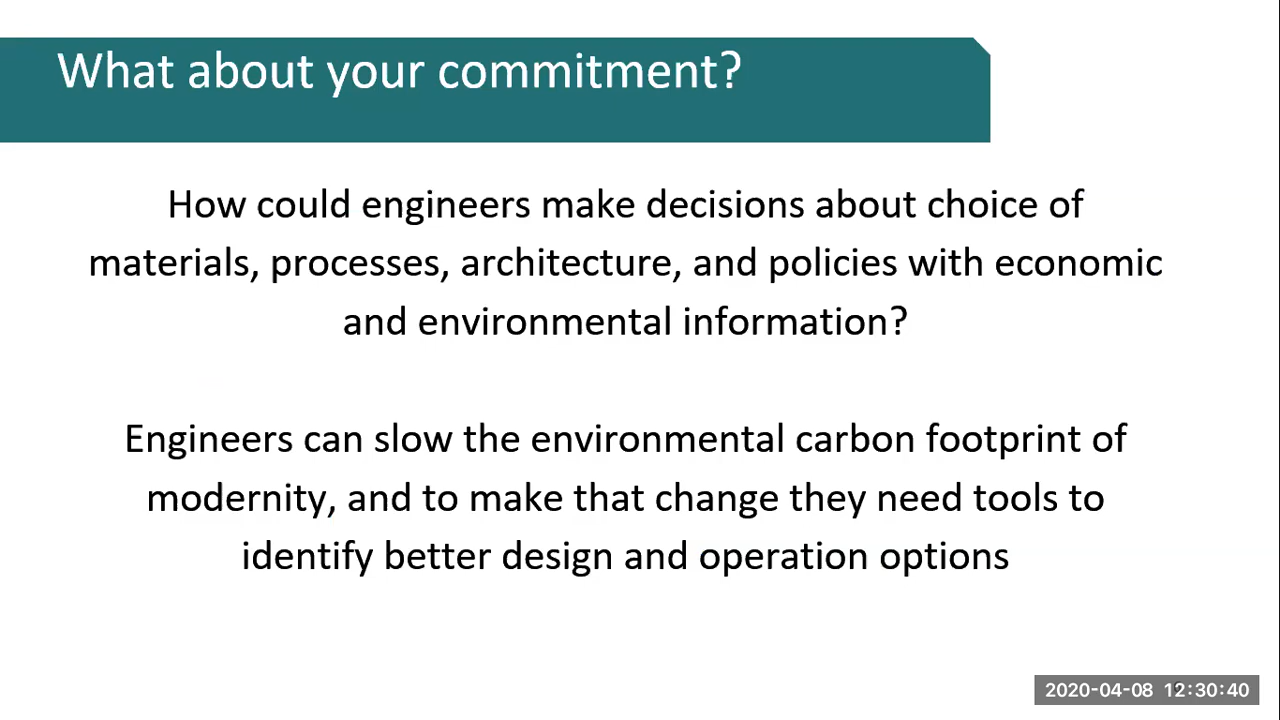 What about your commitment?
How could engineers make decisions about choice of
materials, processes, architecture, and policies with economic
and environmental information?
Engineers can slow the environmental carbon footprint of
modernity, and to make that change they need tools to
identify better design and operation options
2020-04-08 12:30:40